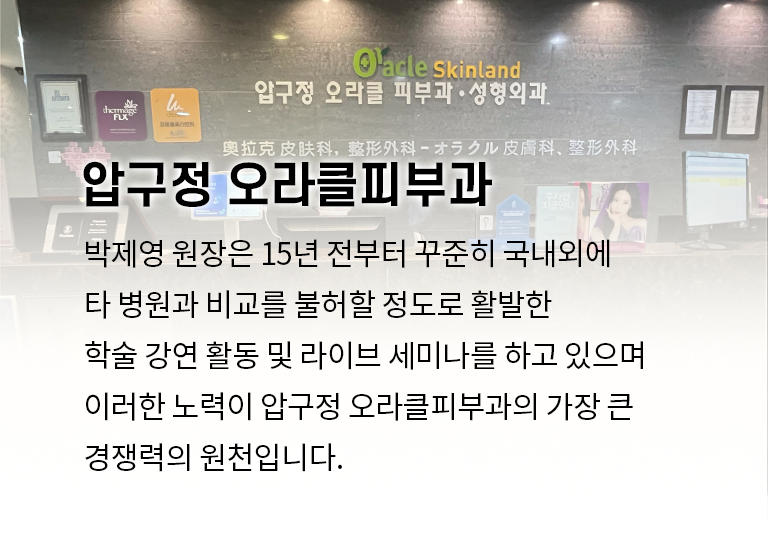 Oracle Skinland
압구정 오라클 피부과·성형외과
thermage
FLX
奧拉克 皮肤科, 整形外科-オラクル 皮膚科、整形外科
압구정 오라클피부과
박제영 원장은 15년 전부터 꾸준히 국내외에
타 병원과 비교를 불허할 정도로 활발한
학술 강연 활동 및 라이브 세미나를 하고 있으며
이러한 노력이 압구정 오라클피부과의 가장 큰
경쟁력의 원천입니다.